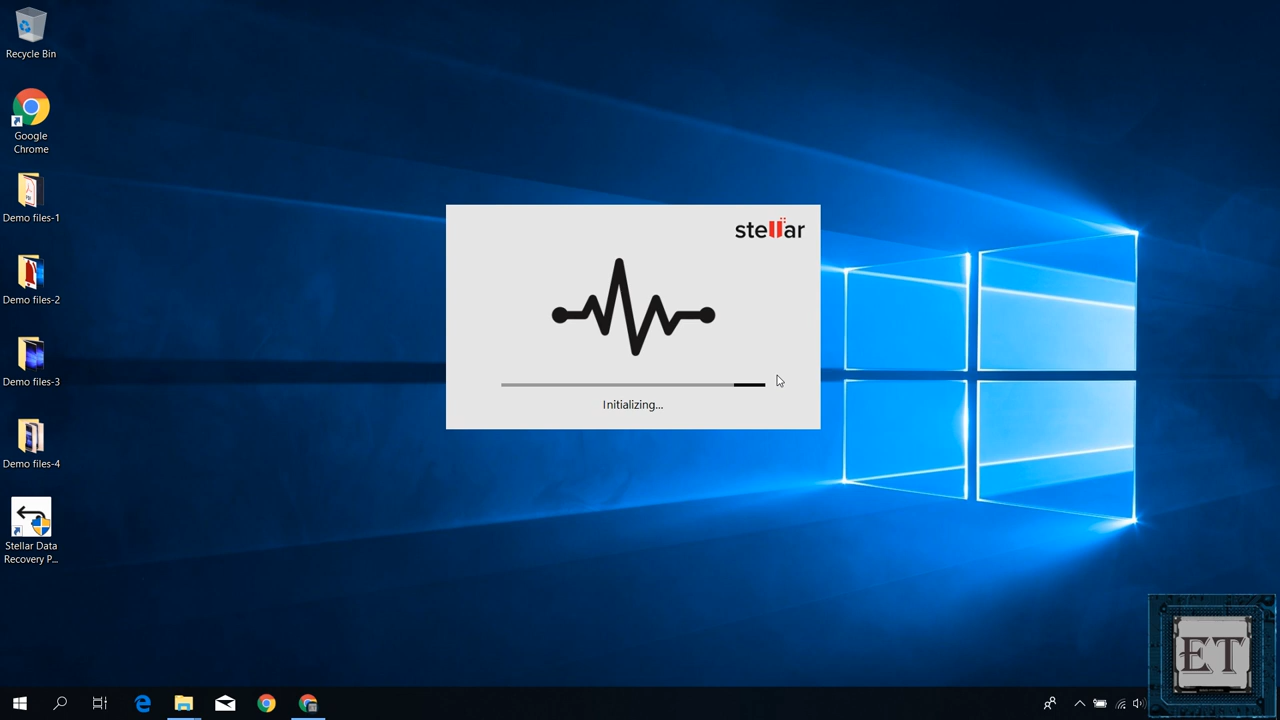 Recycle Bin
Google
Chrome
Demo files-1
Demo files-2
Demo files-3
Demo files-4
Stellar Data
Recovery P...
stellar
Initializing...
ET